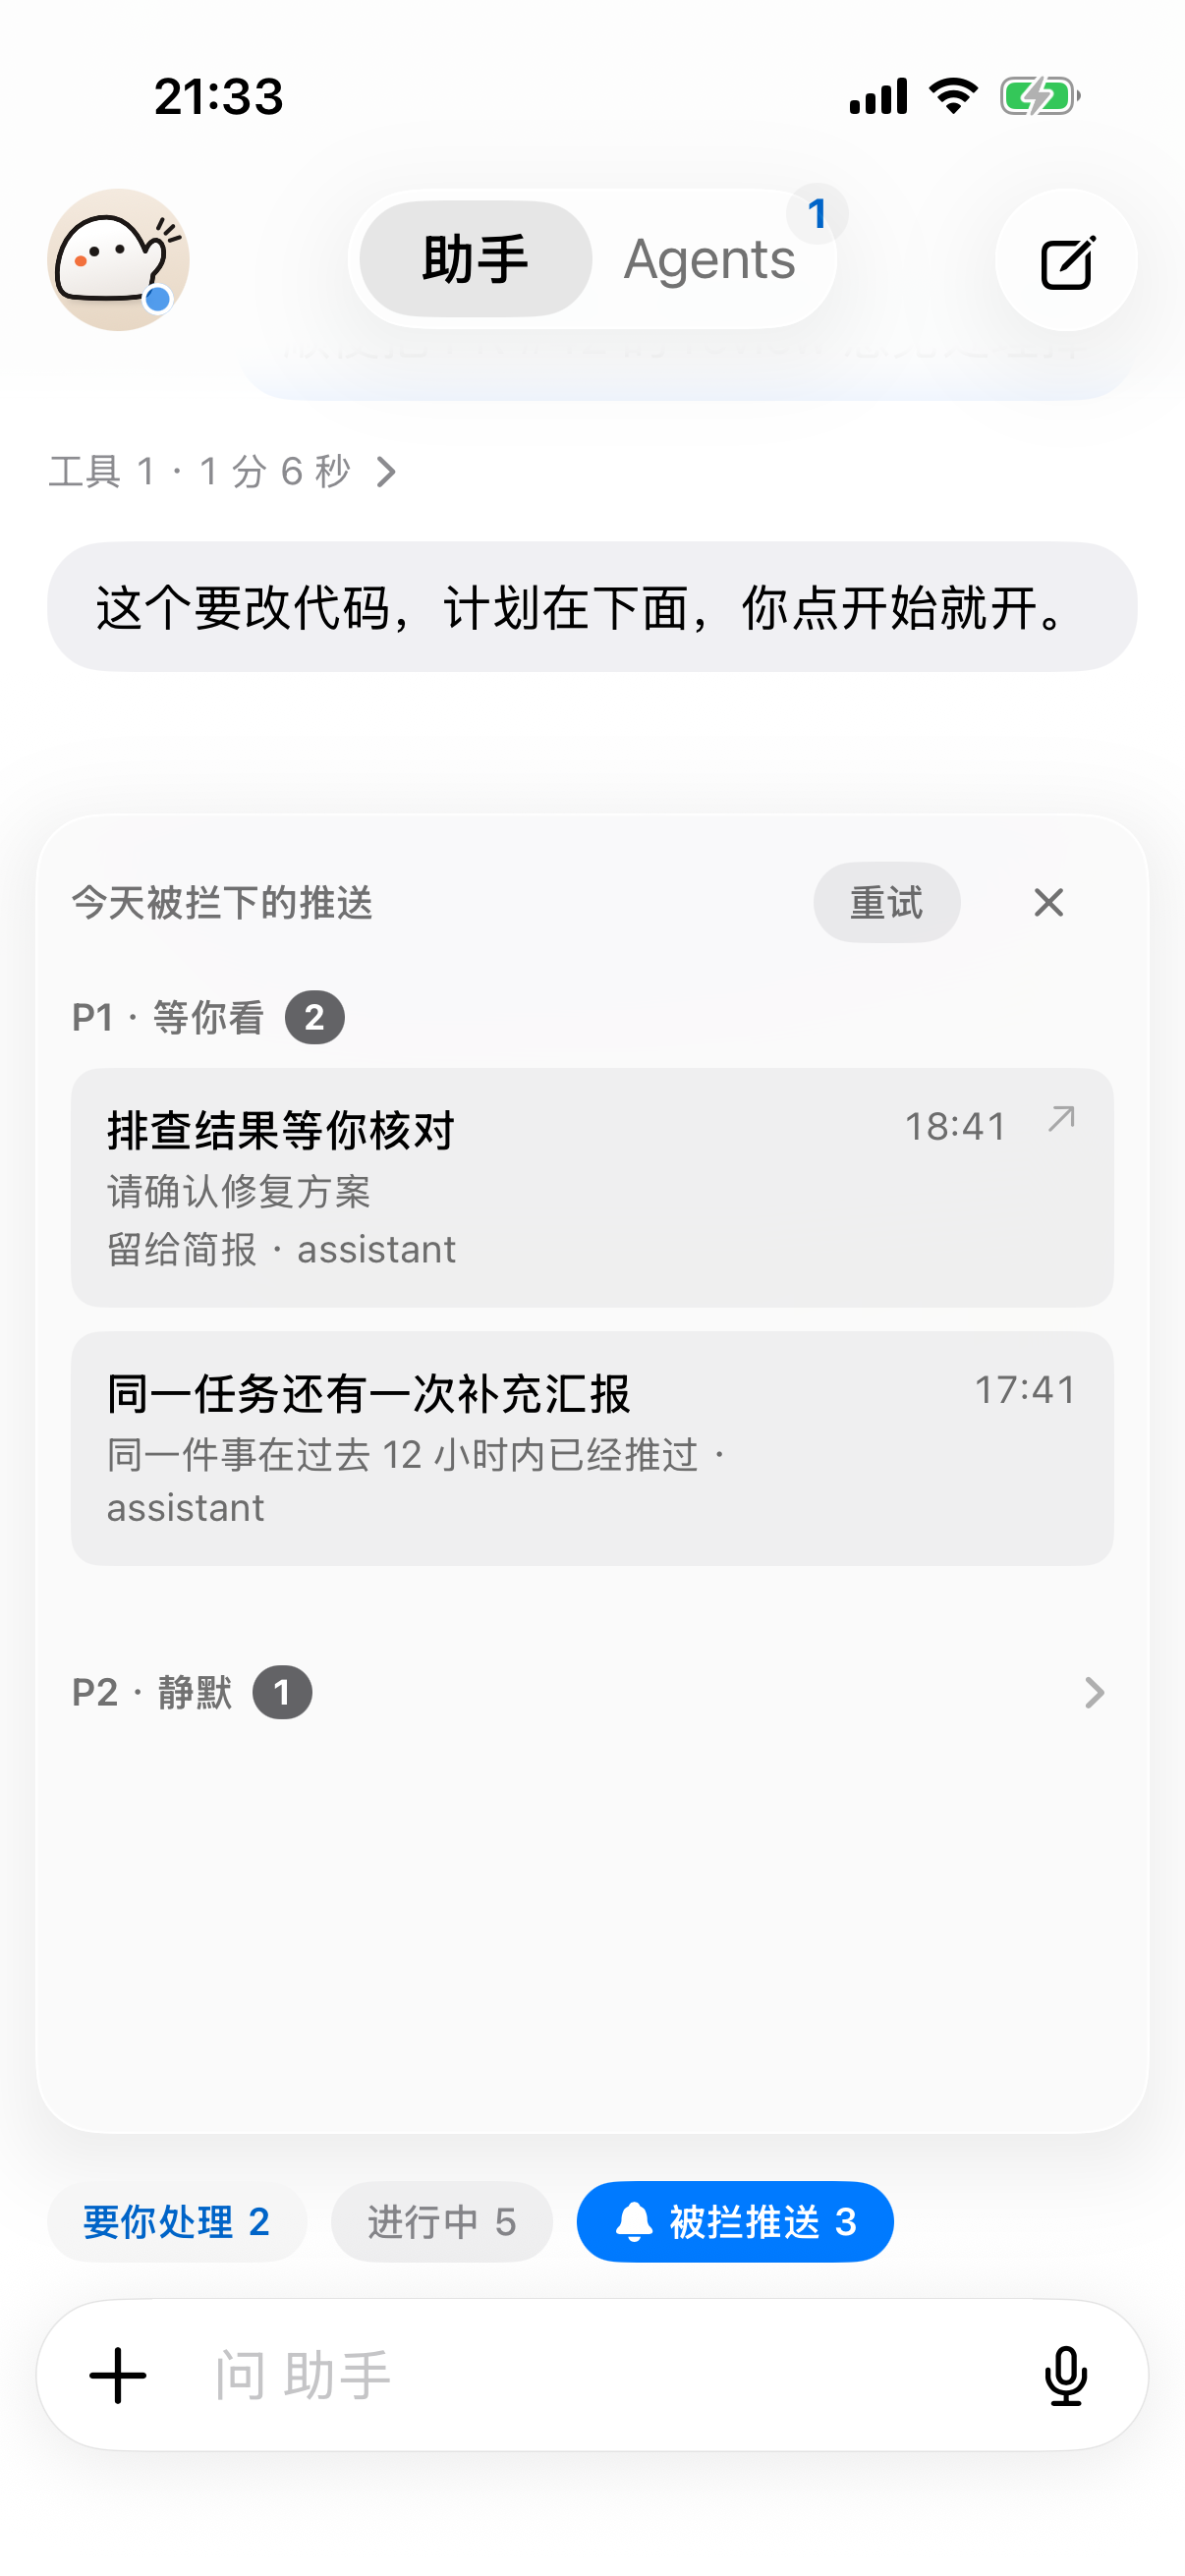 21:33
助手
Agents
1
工具 1 · 1 分 6 秒
这个要改代码，计划在下面，你点开始就开。
今天被拦下的推送
重试
P1 · 等你看 2
排查结果等你核对
18:41
请确认修复方案
留给简报 · assistant
同一任务还有一次补充汇报
17:41
同一件事在过去 12 小时内已经推过 ·
assistant
P2 · 静默 1
要你处理 2
进行中 5
被拦推送 3
问 助手